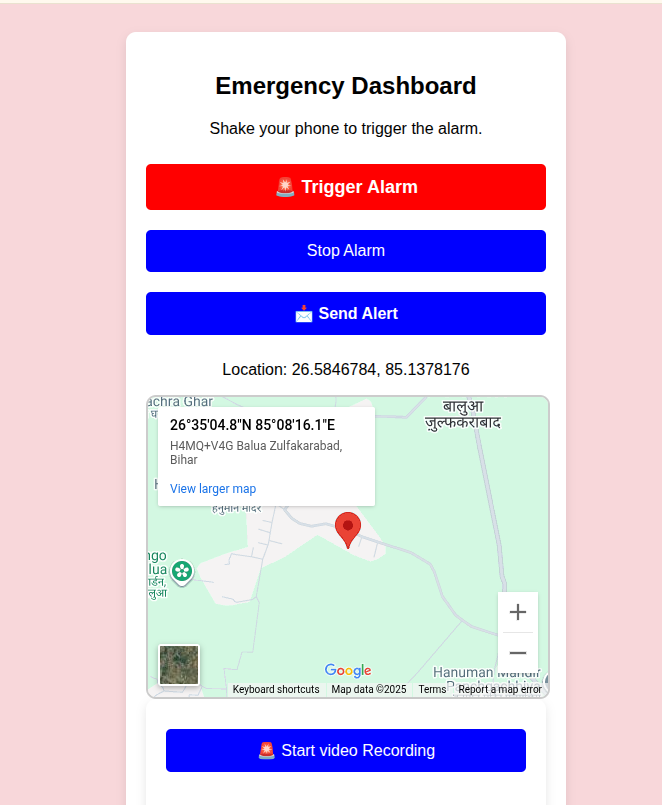 Emergency Dashboard
Shake your phone to trigger the alarm.
🚨 Trigger Alarm
Stop Alarm
📩 Send Alert
Location: 26.5846784, 85.1378176
achra Ghar
बालुआ
जुल्फकराबाद
26°35'04.8"N 85°08'16.1"E
H4MQ+V4G Balua Zulfakarabad,
Bihar
View larger map
हनुमान मंदिर
ngo
lua
र्डन,
लुआ
Google
Hanuman Mandir
Keyboard shortcuts
Map data ©2025
Terms
Report a map error
🚨 Start video Recording